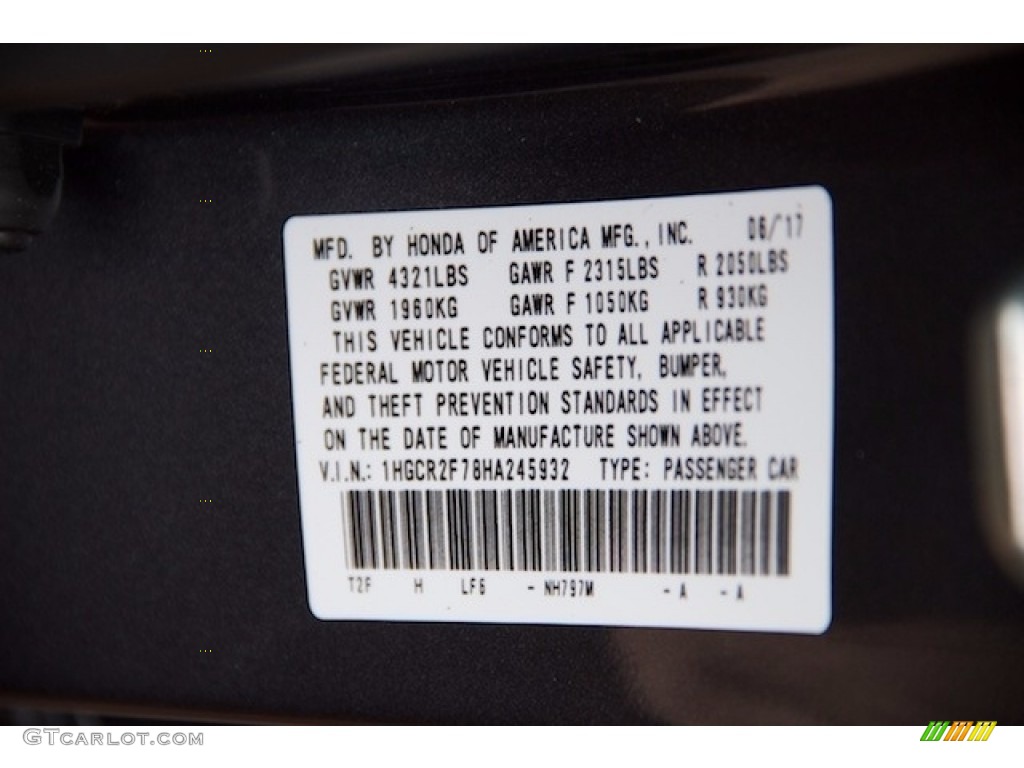 MFD. BY HONDA OF AMERICA MFG., INC. 06/17
GVWR 4321LBS GAWR F 2315LBS R 2050LBS
GVWR 1960KG GAWR F 1050KG R 930KG
THIS VEHICLE CONFORMS TO ALL APPLICABLE
FEDERAL MOTOR VEHICLE SAFETY, BUMPER,
AND THEFT PREVENTION STANDARDS IN EFFECT
ON THE DATE OF MANUFACTURE SHOWN ABOVE.
V.I.N.: 1HGCR2F78HA245932 TYPE: PASSENGER CAR
T2F H LF6 - NH797M - A - A
GTCARLOT.COM